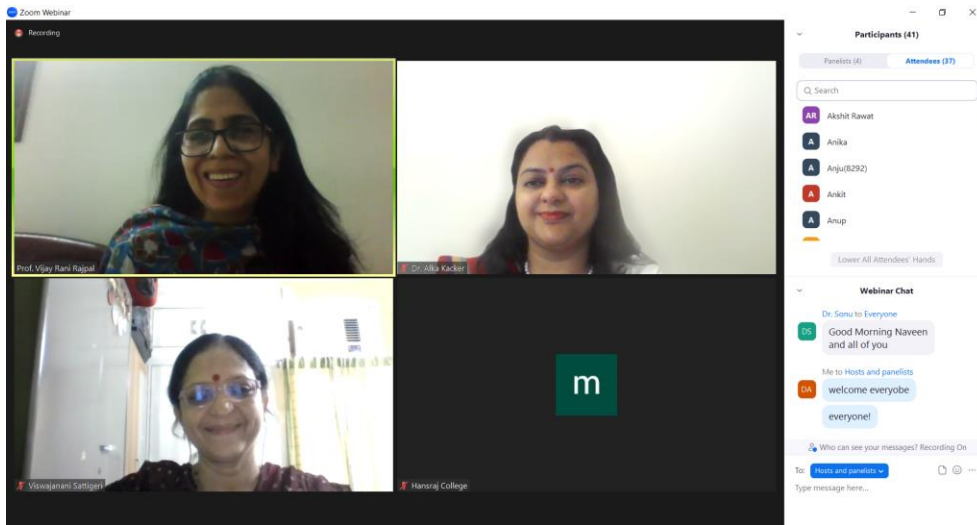 Zoom Webinar
Recording
Prof. Vijay Rani Rajpal
Dr. Alka Kacker
Viswajanani Sattigeri
m
Hansraj College
Participants (41)
Panelists (4)
Attendees (37)
Search
AR
Akshit Rawat
A
Anika
A
Anju(8292)
A
Ankit
A
Anup
Lower All Attendees' Hands
Webinar Chat
Dr. Sonu to Everyone
DS
Good Morning Naveen
and all of you
Me to Hosts and panelists
DA
welcome everyobe
everyone!
Who can see your messages? Recording On
To: Hosts and panelists
Type message here...